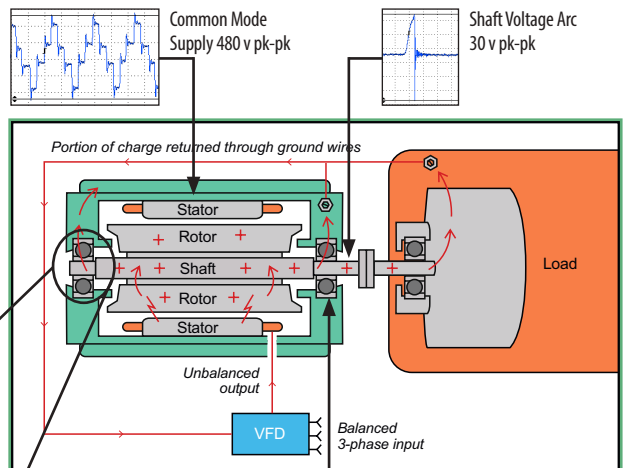 Common Mode
Supply 480 v pk-pk
Shaft Voltage Arc
30 v pk-pk
Portion of charge returned through ground wires
Stator
Rotor
Shaft
Rotor
Stator
Load
Unbalanced
output
VFD
Balanced
3-phase input